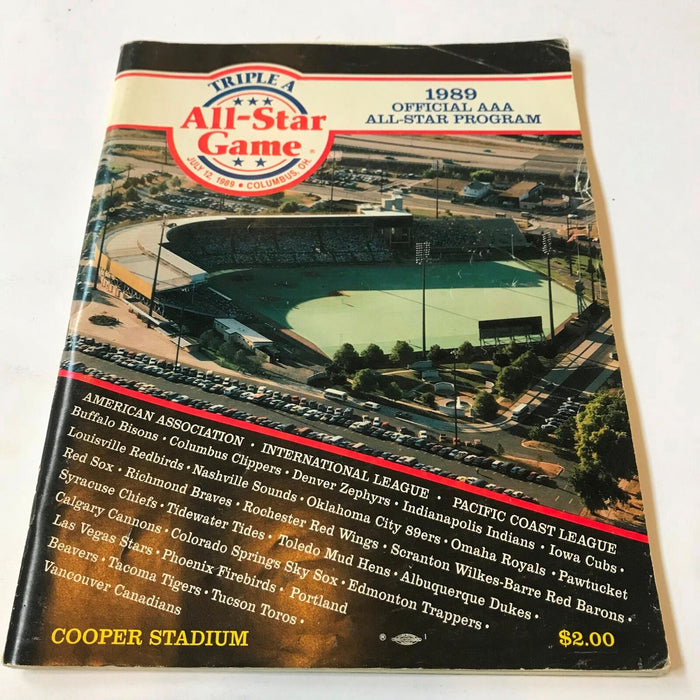 TRIPLE A
All-Star
Game ®
JULY 12, 1989 • COLUMBUS, OH.
1989
OFFICIAL AAA
ALL-STAR PROGRAM
AMERICAN ASSOCIATION · INTERNATIONAL LEAGUE · PACIFIC COAST LEAGUE
Buffalo Bisons · Columbus Clippers · Denver Zephyrs · Indianapolis Indians · Iowa Cubs ·
Louisville Redbirds · Nashville Sounds · Oklahoma City 89ers · Omaha Royals · Pawtucket
Red Sox · Richmond Braves · Rochester Red Wings · Scranton Wilkes-Barre Red Barons ·
Syracuse Chiefs · Tidewater Tides · Toledo Mud Hens · Albuquerque Dukes ·
Calgary Cannons · Colorado Springs Sky Sox · Edmonton Trappers ·
Las Vegas Stars · Phoenix Firebirds · Portland
Beavers · Tacoma Tigers · Tucson Toros ·
Vancouver Canadians
COOPER STADIUM ® $2.00